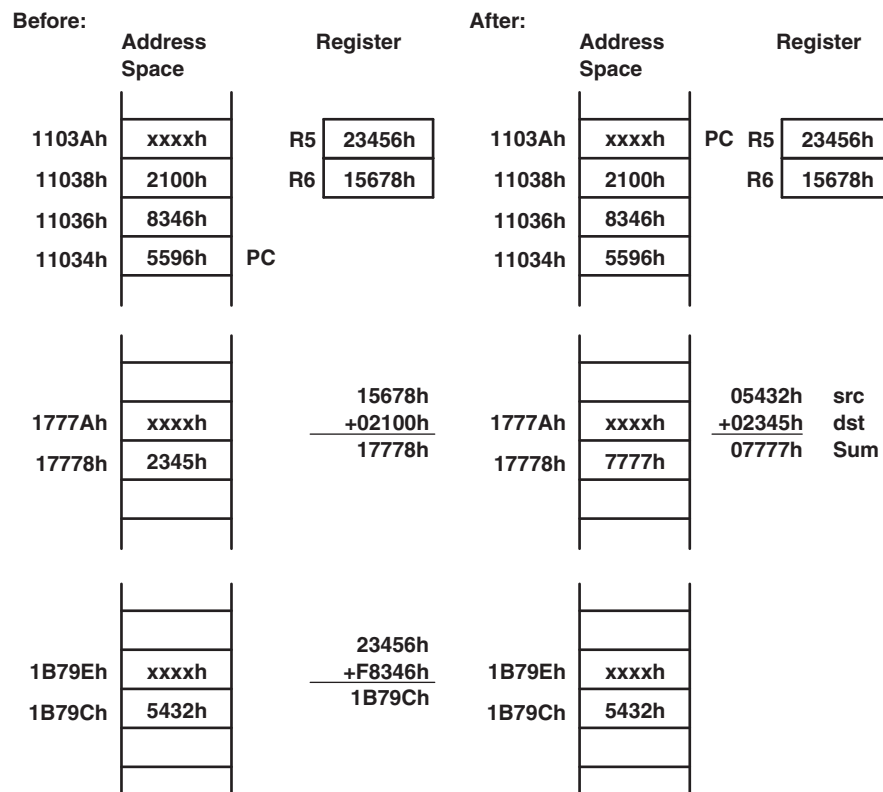 Before: After:
Address Register Address Register
Space Space
1103Ah xxxxh R5 23456h 1103Ah xxxxh PC R5 23456h
11038h 2100h R6 15678h 11038h 2100h R6 15678h
11036h 8346h 11036h 8346h
11034h 5596h PC 11034h 5596h
15678h 05432h src
1777Ah xxxxh +02100h 1777Ah xxxxh +02345h dst
17778h 2345h 17778h 17778h 7777h 07777h Sum
23456h
1B79Eh xxxxh +F8346h 1B79Eh xxxxh
1B79Ch 5432h 1B79Ch 1B79Ch 5432h